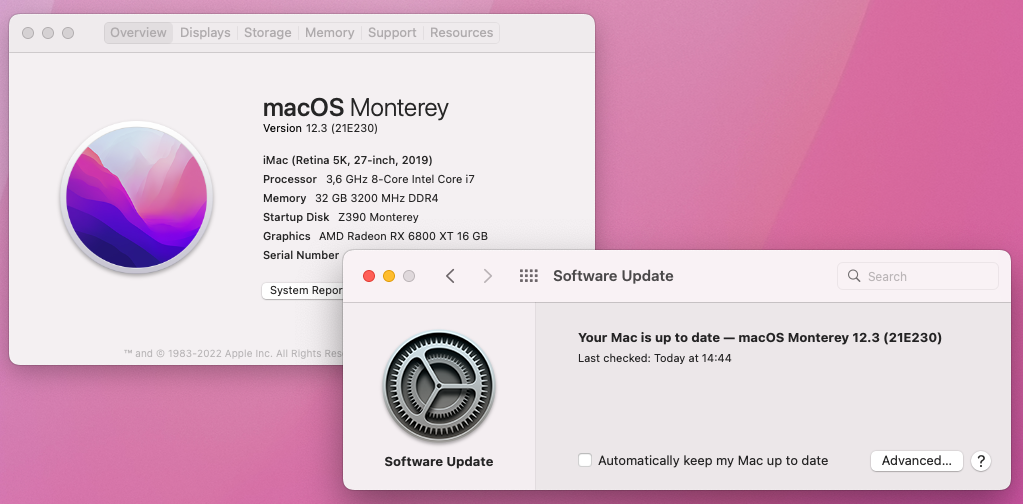 Overview Displays Storage Memory Support Resources
macOS Monterey
Version 12.3 (21E230)
iMac (Retina 5K, 27-inch, 2019)
Processor 3,6 GHz 8-Core Intel Core i7
Memory 32 GB 3200 MHz DDR4
Startup Disk Z390 Monterey
Graphics AMD Radeon RX 6800 XT 16 GB
Serial Number
System Repor
™ and © 1983-2022 Apple Inc. All Rights Res
Software Update
Search
Your Mac is up to date — macOS Monterey 12.3 (21E230)
Last checked: Today at 14:44
Software Update
Automatically keep my Mac up to date
Advanced...
?